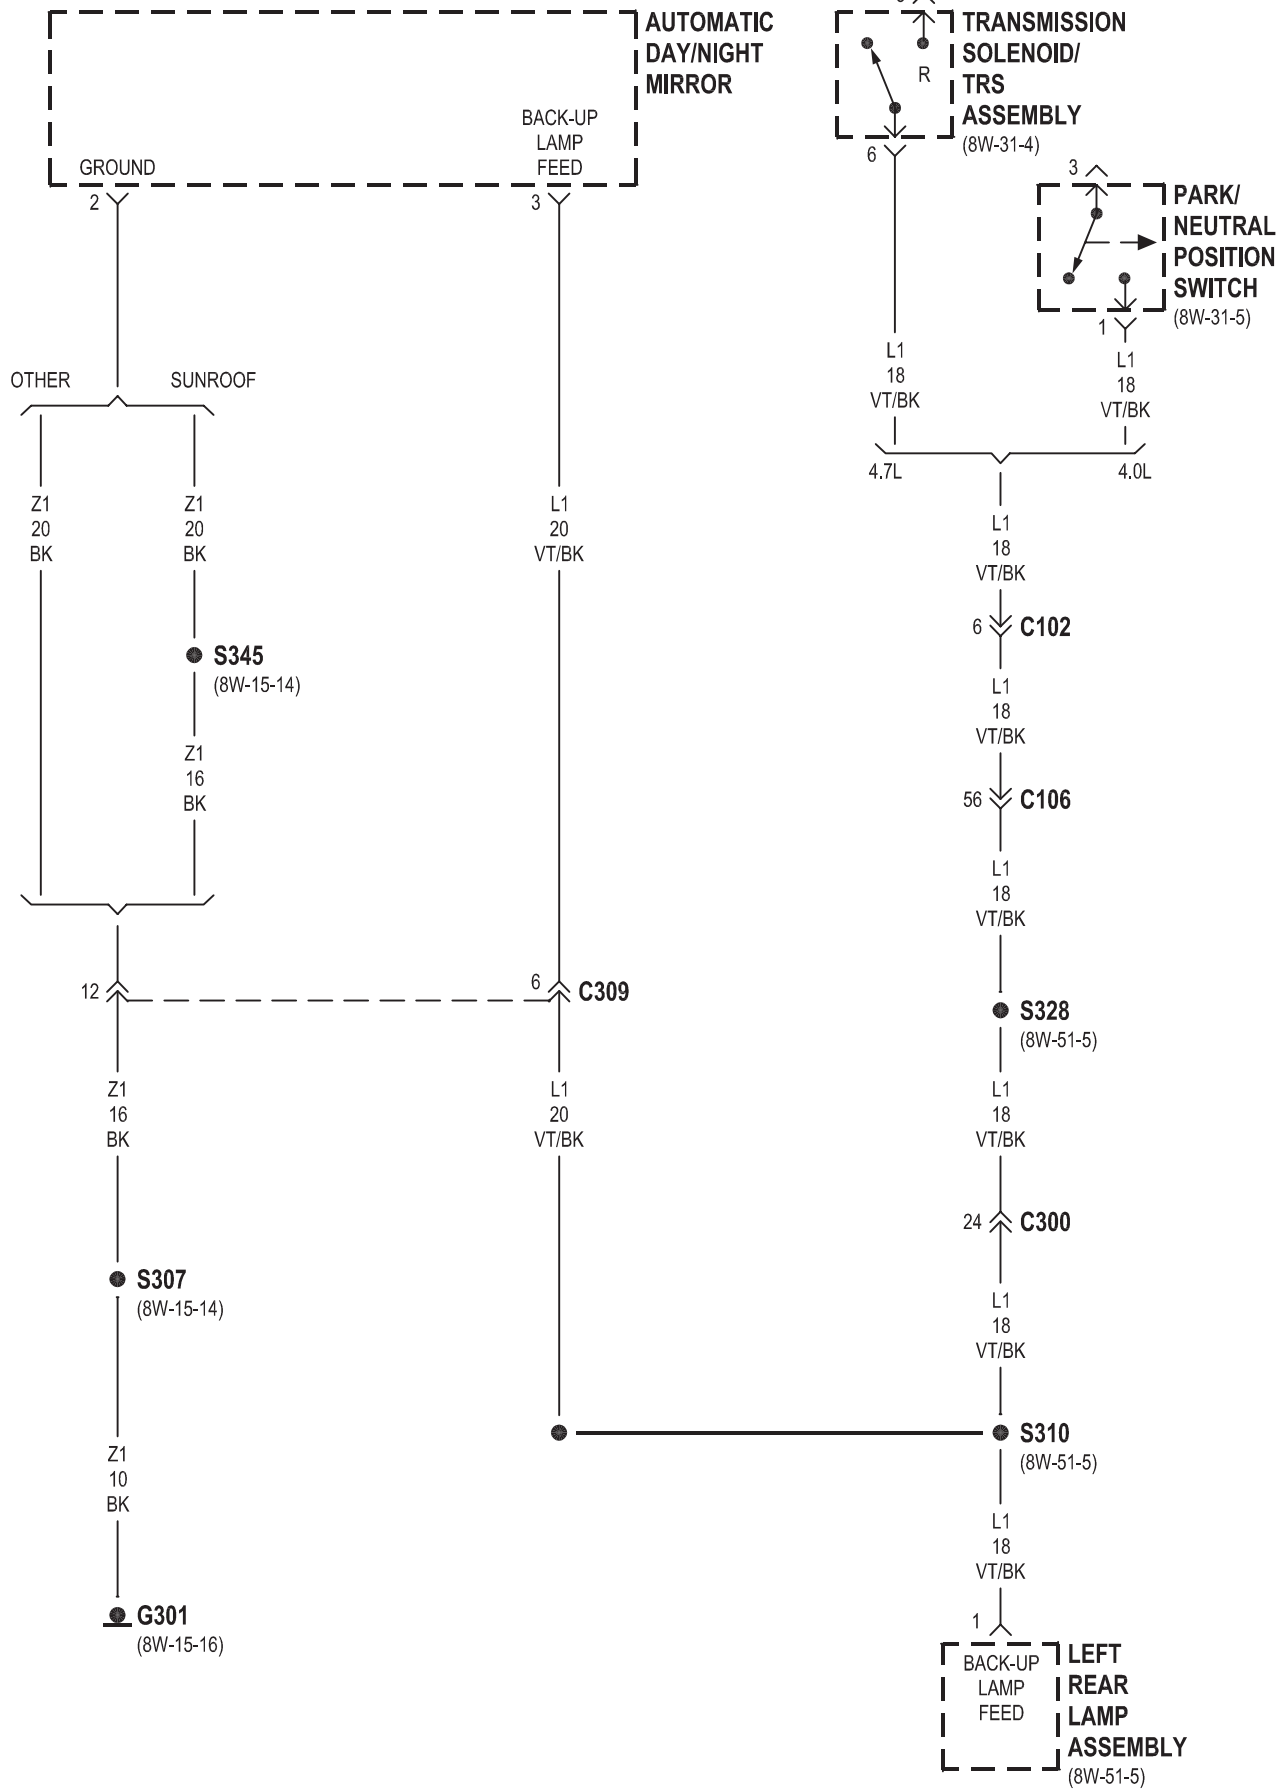 AUTOMATIC
DAY/NIGHT
MIRROR
BACK-UP
LAMP
FEED
GROUND
2
3
TRANSMISSION
SOLENOID/
TRS
ASSEMBLY
(8W-31-4)
R
6
3
PARK/
NEUTRAL
POSITION
SWITCH
(8W-31-5)
1
L1
18
VT/BK
L1
18
VT/BK
4.7L
4.0L
OTHER
SUNROOF
Z1
20
BK
Z1
20
BK
L1
20
VT/BK
L1
18
VT/BK
6
C102
S345
(8W-15-14)
L1
18
VT/BK
Z1
16
BK
56
C106
L1
18
VT/BK
12
6
C309
S328
(8W-51-5)
Z1
16
BK
L1
20
VT/BK
L1
18
VT/BK
24
C300
S307
(8W-15-14)
L1
18
VT/BK
S310
(8W-51-5)
Z1
10
BK
L1
18
VT/BK
G301
(8W-15-16)
1
BACK-UP
LAMP
FEED
LEFT
REAR
LAMP
ASSEMBLY
(8W-51-5)